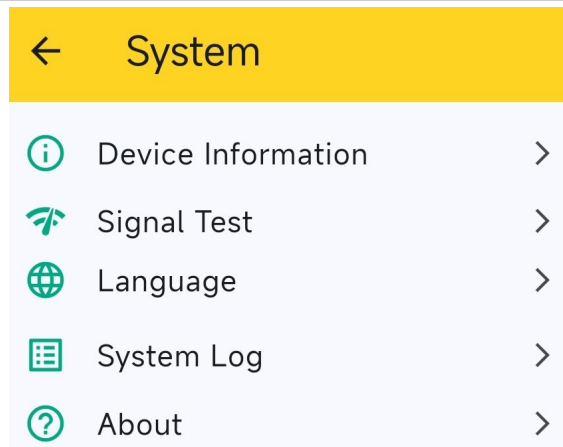 System
Device Information
Signal Test
Language
System Log
About